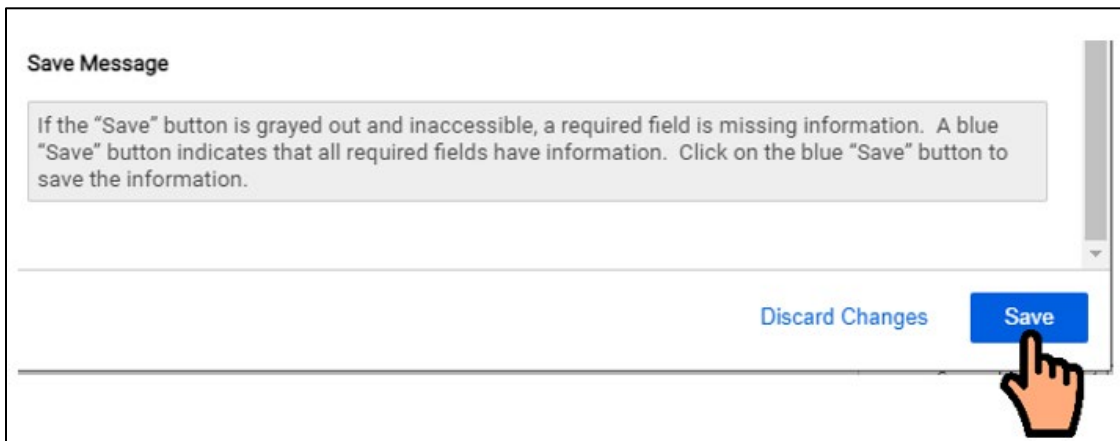 Save Message
If the “Save” button is grayed out and inaccessible, a required field is missing information.  A blue
“Save” button indicates that all required fields have information.  Click on the blue “Save” button to
save the information.
Discard Changes
Save